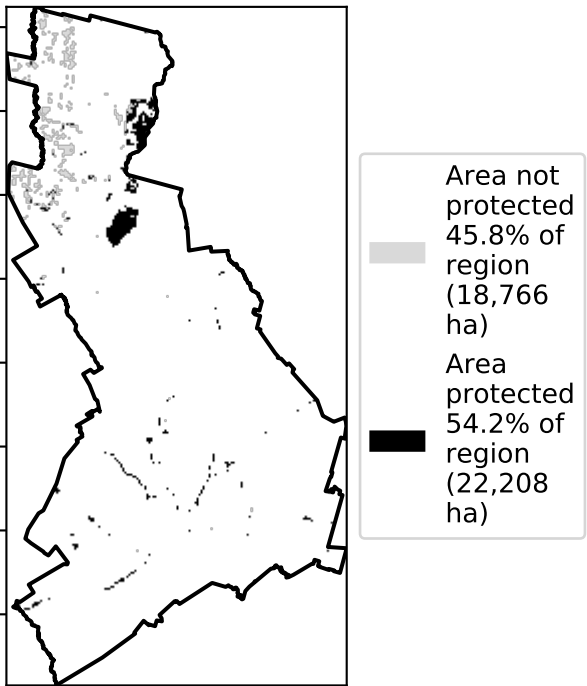 Area not
protected
45.8% of
region
(18,766
ha)
Area
protected
54.2% of
region
(22,208
ha)